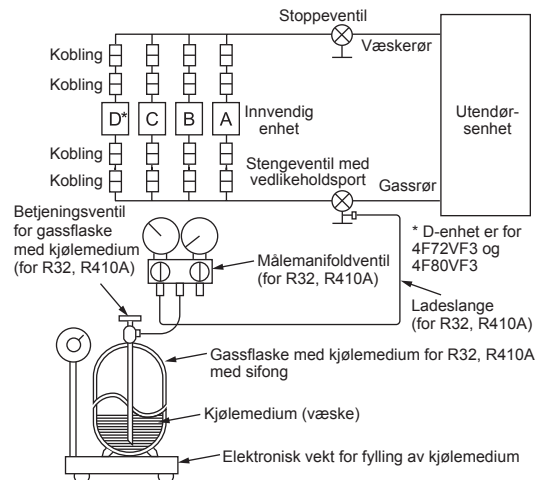 Stoppeventil
Væskerør
Kobling
Kobling
D*
C
B
A
Innvendig
enhet
Utendør-
senhet
Kobling
Kobling
Stengeventil med
vedlikeholdsport
Gassrør
Betjeningsventil
for gassflaske
med kjølemedium
(for R32, R410A)
Målemanifoldventil
(for R32, R410A)
* D-enhet er for
4F72VF3 og
4F80VF3
Ladeslange
(for R32, R410A)
Gassflaske med kjølemedium for R32, R410A
med sifong
Kjølemedium (væske)
Elektronisk vekt for fylling av kjølemedium